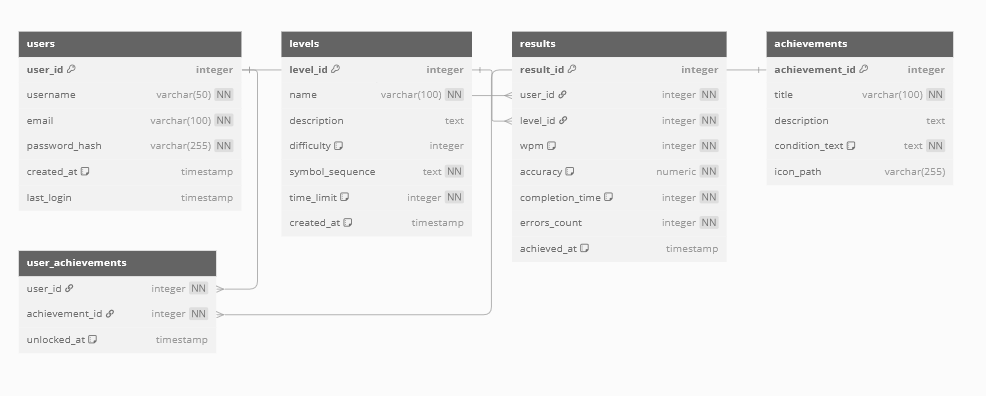 users
user_id integer
username varchar(50) NN
email varchar(100) NN
password_hash varchar(255) NN
created_at timestamp
last_login timestamp
levels
level_id integer
name varchar(100) NN
description text
difficulty integer
symbol_sequence text NN
time_limit integer NN
created_at timestamp
results
result_id integer
user_id integer NN
level_id integer NN
wpm integer NN
accuracy numeric NN
completion_time integer NN
errors_count integer NN
achieved_at timestamp
achievements
achievement_id integer
title varchar(100) NN
description text
condition_text text NN
icon_path varchar(255)
user_achievements
user_id integer NN
achievement_id integer NN
unlocked_at timestamp